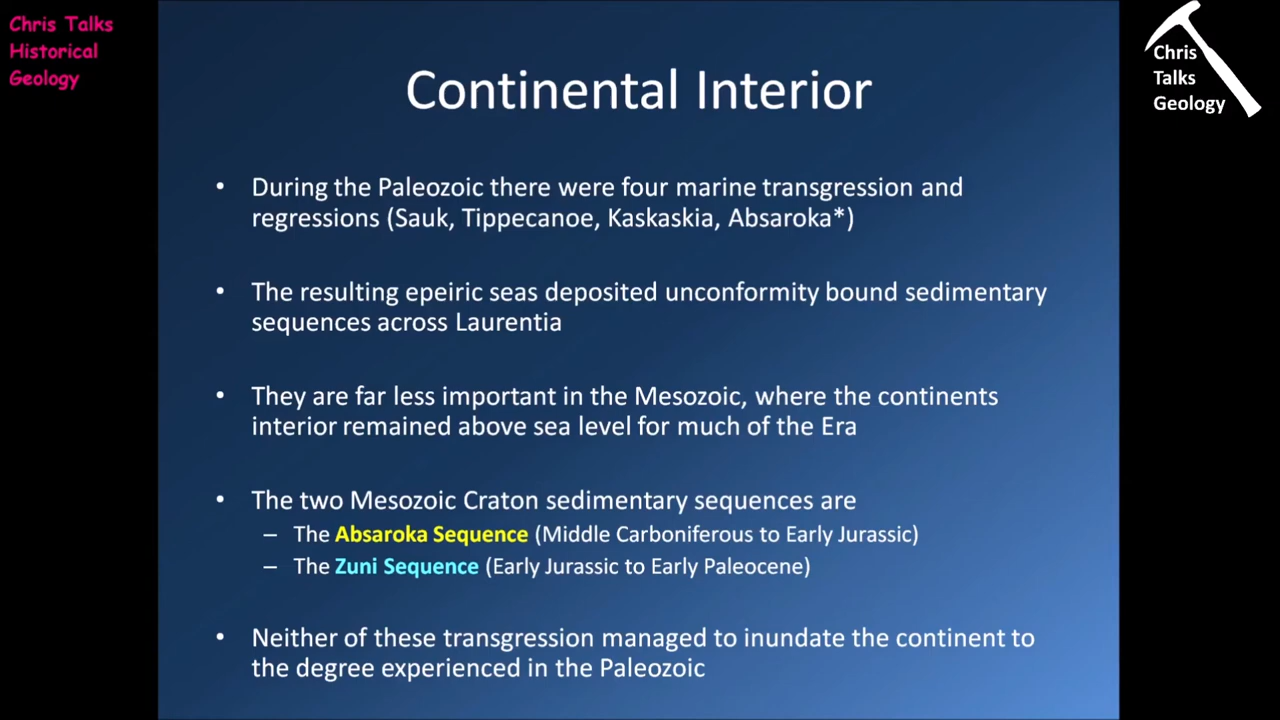 Chris Talks
Historical
Geology
Chris
Talks
Geology
Continental Interior
• During the Paleozoic there were four marine transgression and
regressions (Sauk, Tippecanoe, Kaskaskia, Absaroka*)
• The resulting epeiric seas deposited unconformity bound sedimentary
sequences across Laurentia
• They are far less important in the Mesozoic, where the continents
interior remained above sea level for much of the Era
• The two Mesozoic Craton sedimentary sequences are
– The Absaroka Sequence (Middle Carboniferous to Early Jurassic)
– The Zuni Sequence (Early Jurassic to Early Paleocene)
• Neither of these transgression managed to inundate the continent to
the degree experienced in the Paleozoic